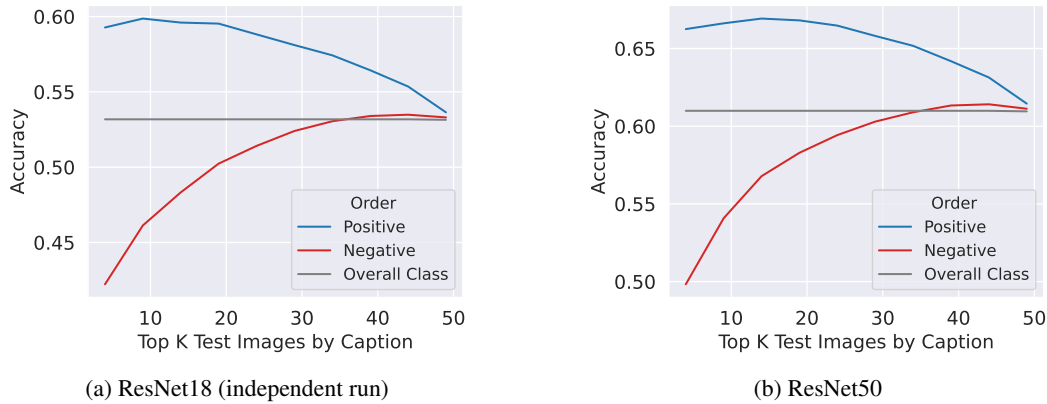 0.60
0.55
0.50
0.45
Accuracy
10 20 30 40 50
Top K Test Images by Caption
Order
Positive
Negative
Overall Class
(a) ResNet18 (independent run)
0.65
0.60
0.55
0.50
Accuracy
10 20 30 40 50
Top K Test Images by Caption
Order
Positive
Negative
Overall Class
(b) ResNet50